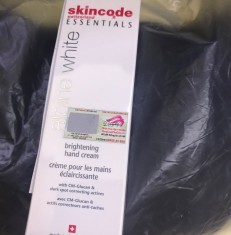 skincode
switzerland
ESSENTIALS
white
brightening
hand cream
crème pour les mains
éclaircissante
with CM-Glucan &
dark spot correcting actives
avec CM-Glucan &
actifs correcteurs anti-taches